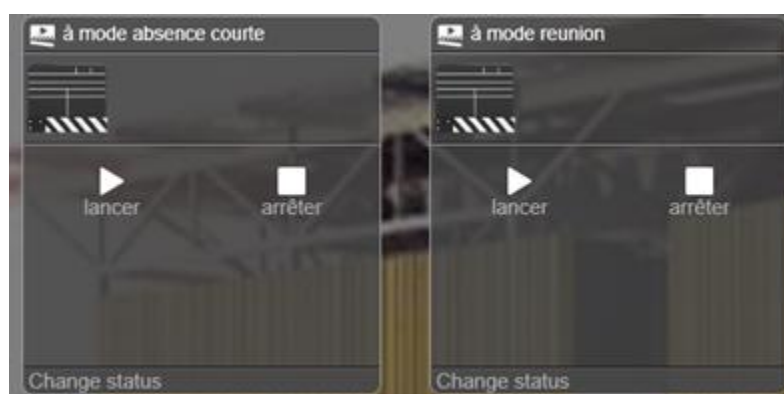 à mode absence courte
à mode reunion
lancer
arrêter
lancer
arrêter
Change status
Change status